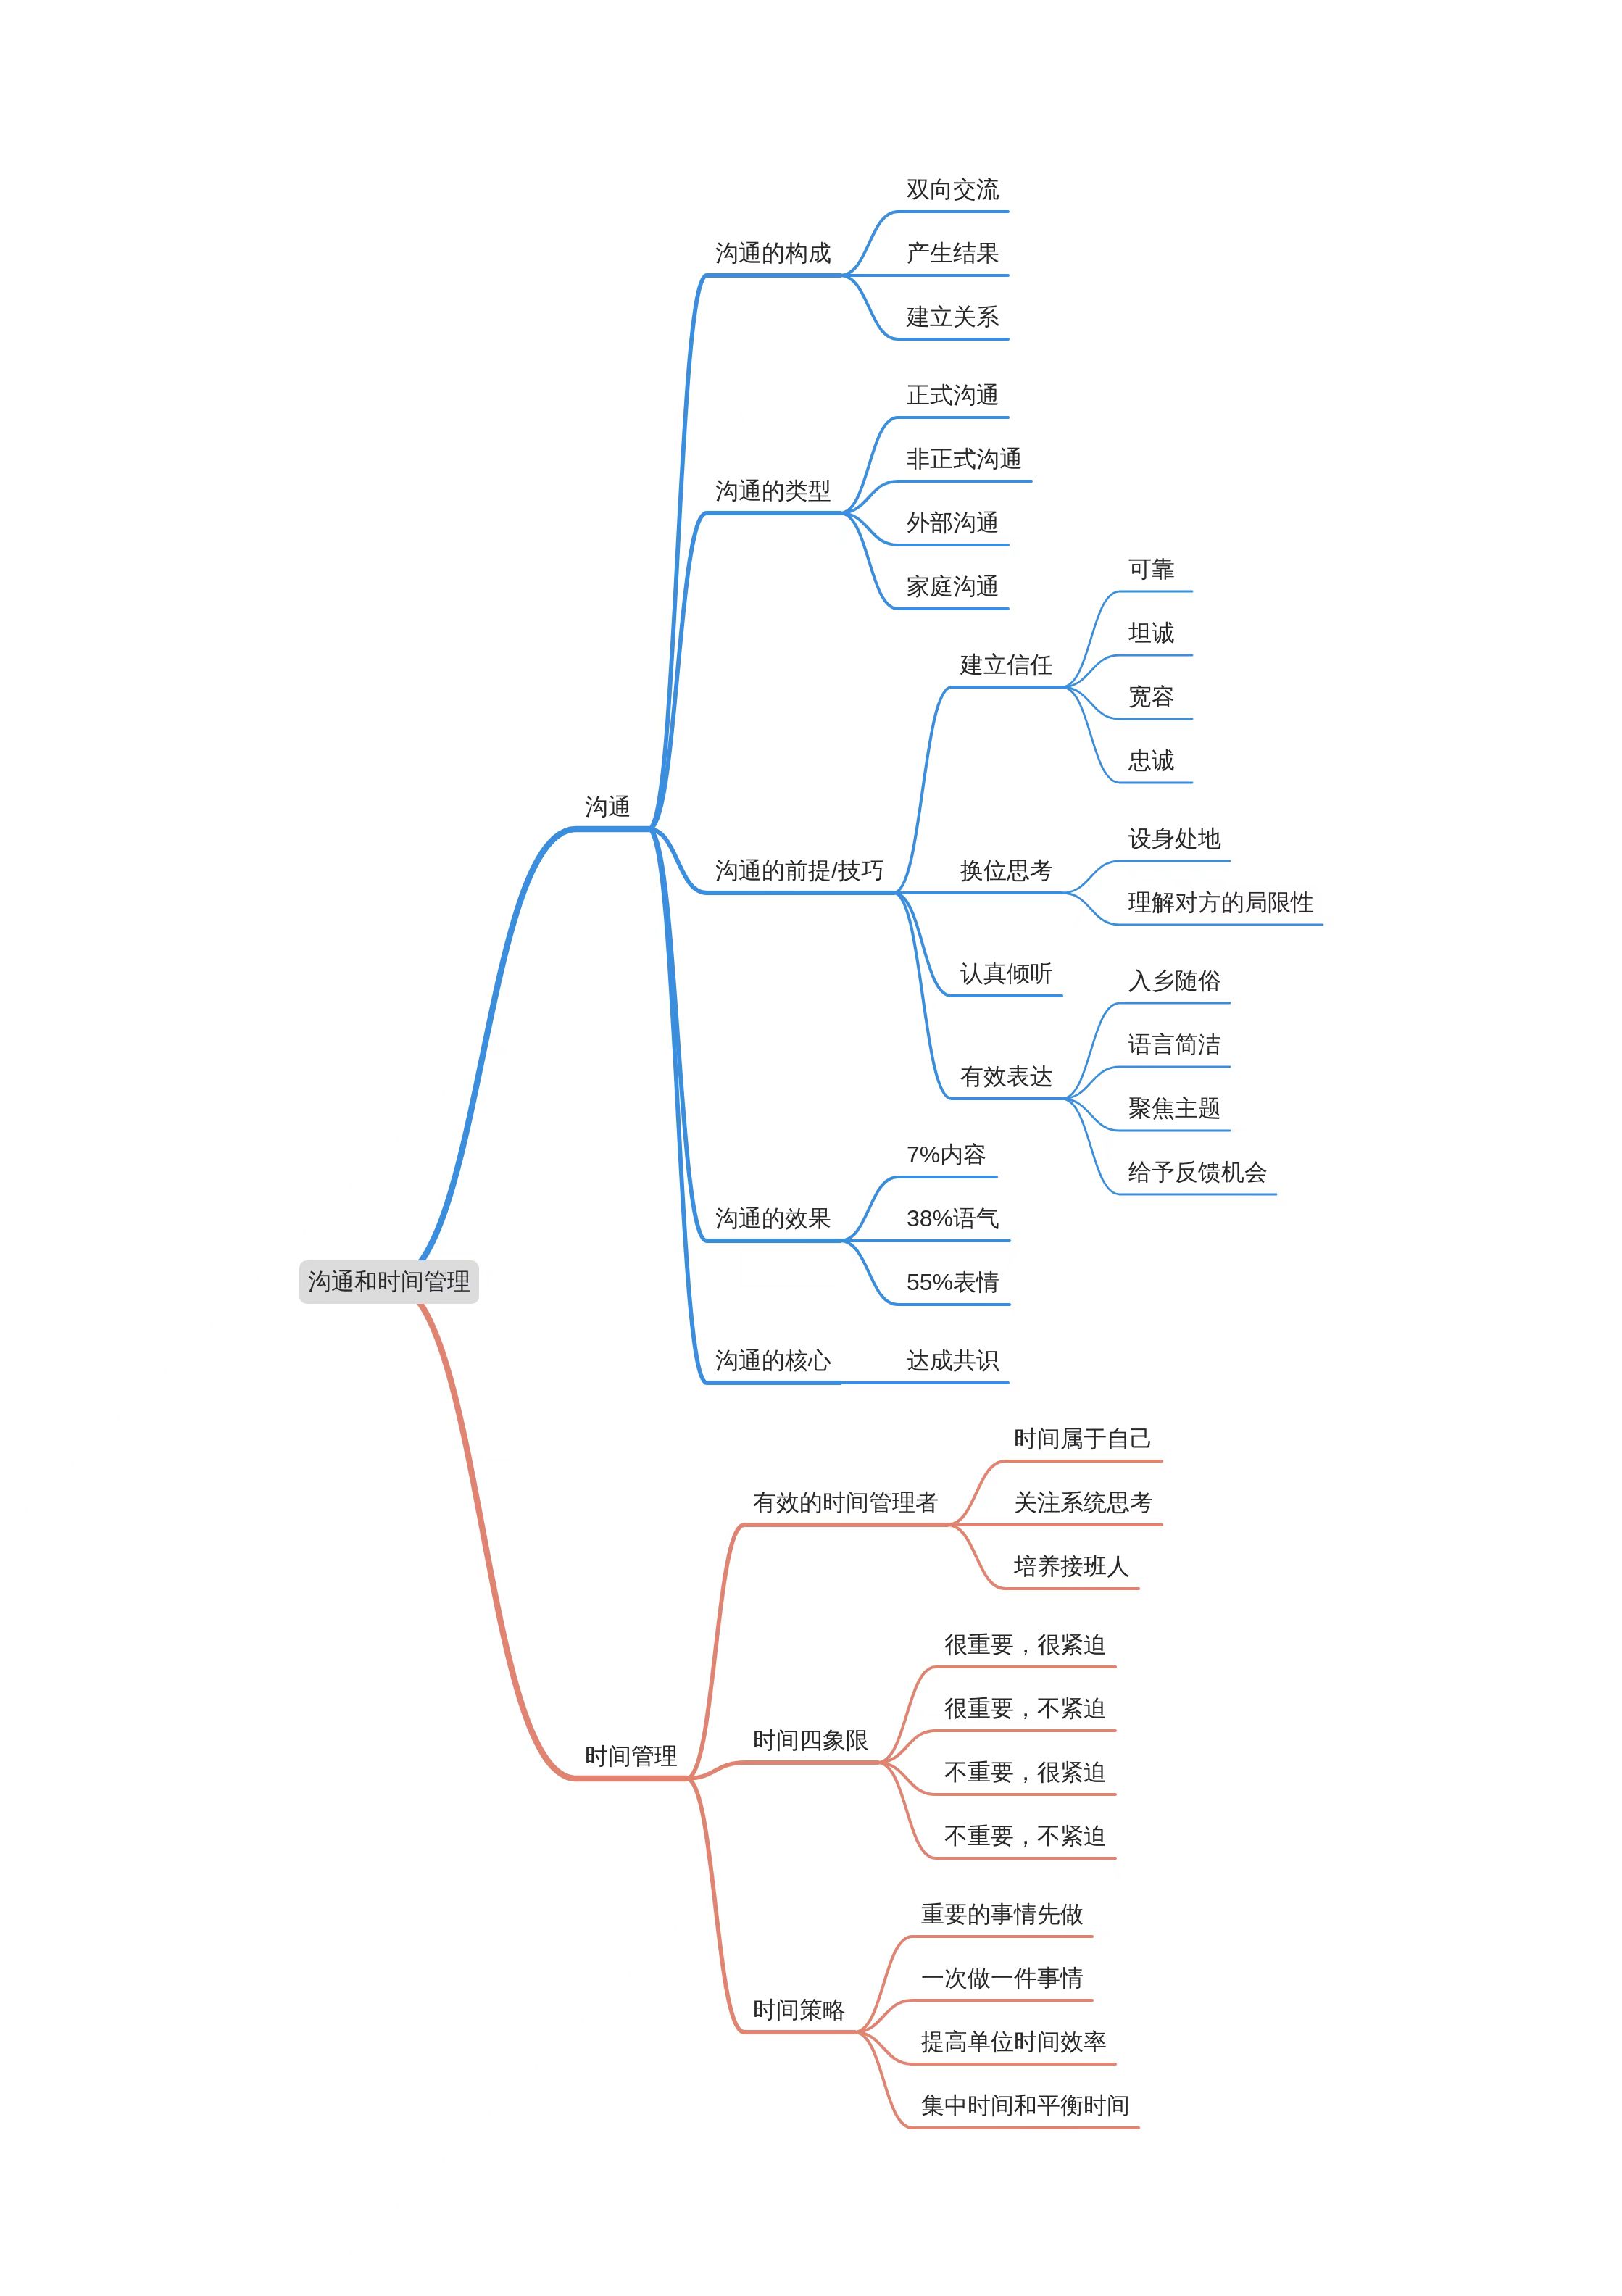 沟通和时间管理
沟通
沟通的构成
双向交流
产生结果
建立关系
沟通的类型
正式沟通
非正式沟通
外部沟通
家庭沟通
沟通的前提/技巧
建立信任
可靠
坦诚
宽容
忠诚
换位思考
设身处地
理解对方的局限性
认真倾听
有效表达
入乡随俗
语言简洁
聚焦主题
给予反馈机会
沟通的效果
7%内容
38%语气
55%表情
沟通的核心
达成共识
时间管理
有效的时间管理者
时间属于自己
关注系统思考
培养接班人
时间四象限
很重要，很紧迫
很重要，不紧迫
不重要，很紧迫
不重要，不紧迫
时间策略
重要的事情先做
一次做一件事情
提高单位时间效率
集中时间和平衡时间